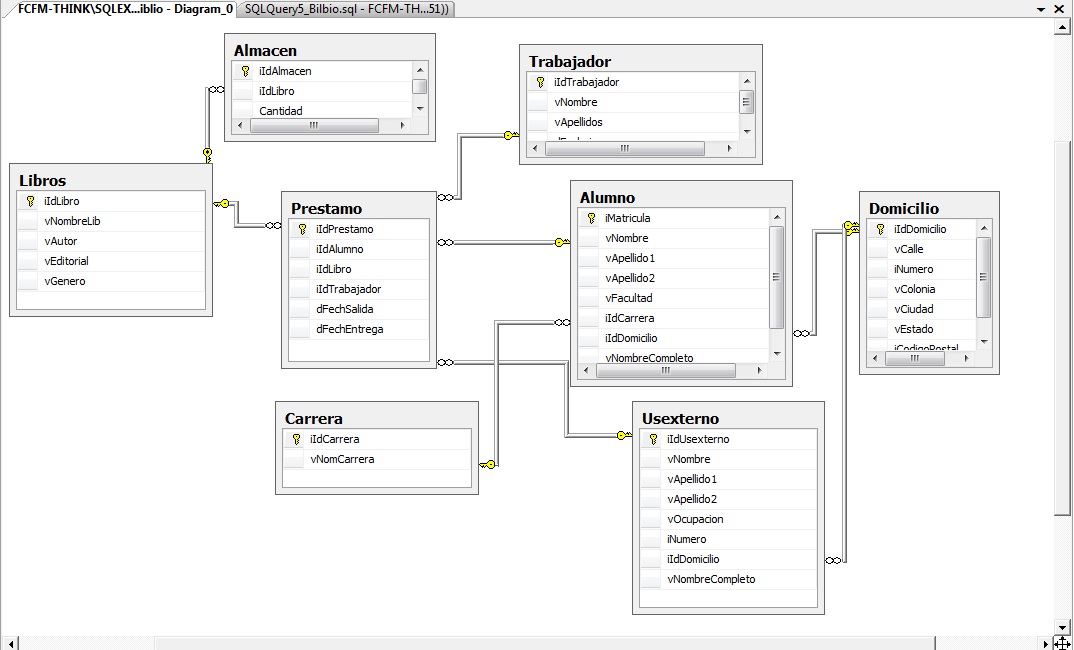 FCFM-THINK\SQLEX...iblio - Diagram_0
SQLQuery5_Bilbio.sql - FCFM-TH...51))
Almacen
iIdAlmacen
iIdLibro
Cantidad
Trabajador
iIdTrabajador
vNombre
vApellidos
Libros
iIdLibro
vNombreLib
vAutor
vEditorial
vGenero
Prestamo
iIdPrestamo
iIdAlumno
iIdLibro
iIdTrabajador
dFechSalida
dFechEntrega
Alumno
iMatricula
vNombre
vApellido1
vApellido2
vFacultad
iIdCarrera
iIdDomicilio
vNombreCompleto
Domicilio
iIdDomicilio
vCalle
iNumero
vColonia
vCiudad
vEstado
iCodigoPostal
Carrera
iIdCarrera
vNomCarrera
Usexterno
iIdUsexterno
vNombre
vApellido1
vApellido2
vOcupacion
iNumero
iIdDomicilio
vNombreCompleto